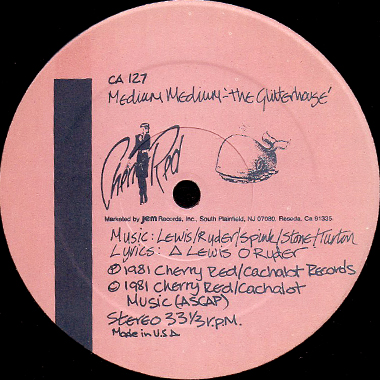 CA 127
Medium Medium-'The Glitterhouse'
Cherry Red
Marketed by jem Records, Inc., South Plainfield, NJ 07080, Reseda, Ca 91335
Music: Lewis/Ryder/Spink/Stone/Turton
Lyrics: △ Lewis O Ryder
℗ 1981 Cherry Red/Cachalot Records
© 1981 Cherry Red/Cachalot
Music (ASCAP)
Stereo 33 1/3 r.p.m.
Made in U.S.A